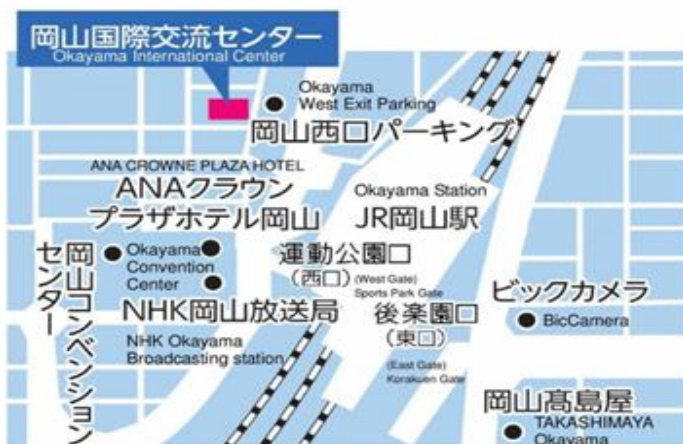 岡山国際交流センター
Okayama International Center
Okayama
West Exit Parking
岡山西口パーキング
ANA CROWNE PLAZA HOTEL
ANAクラウン
プラザホテル岡山
Okayama Station
JR岡山駅
岡山コンベンション
センター
Okayama
Convention
Center
運動公園口
(西口)
(West Gate)
Sports Park Gate
NHK岡山放送局
NHK Okayama
Broadcasting station
後楽園口
(東口)
(East Gate)
Korakuen Gate
ビックカメラ
BicCamera
岡山髙島屋
TAKASHIMAYA
Okayama